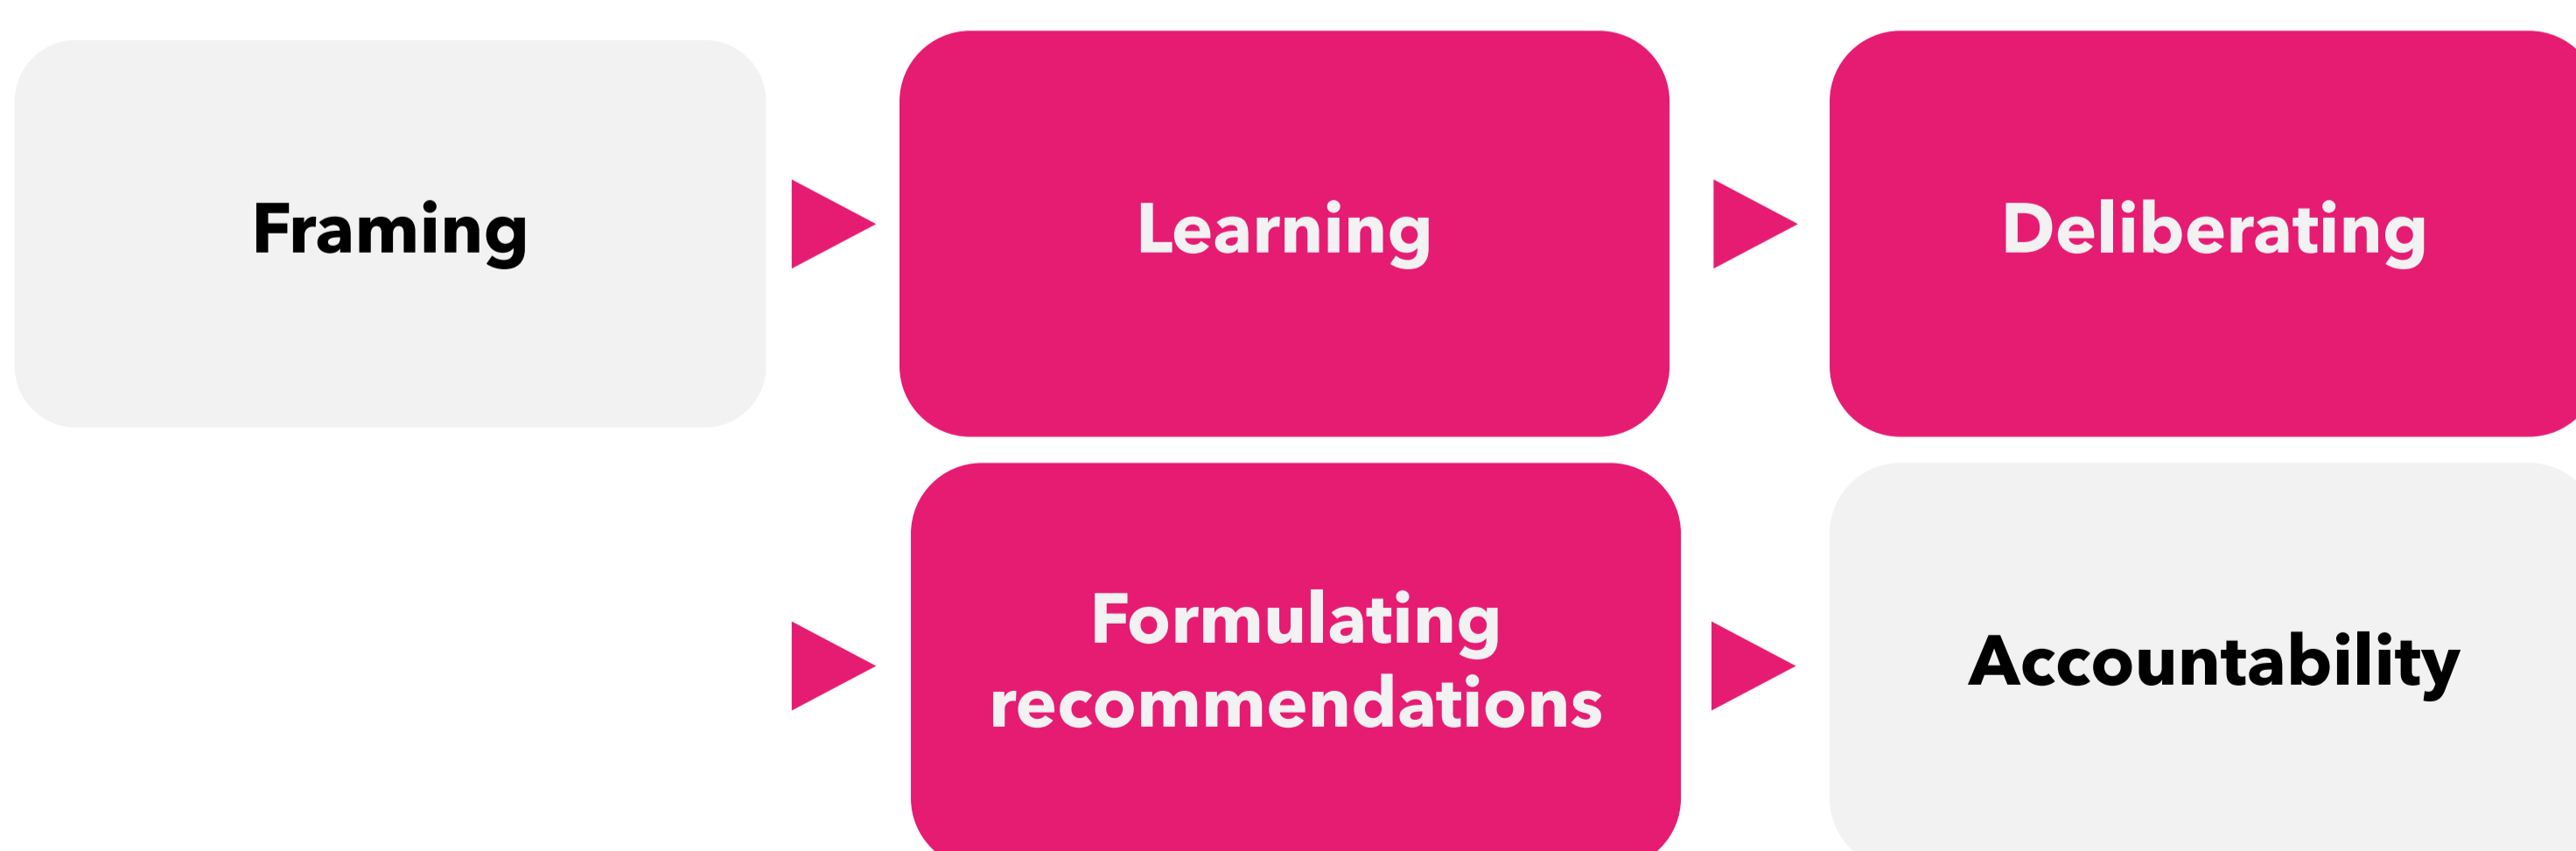 Framing
Learning
Deliberating
Formulating
recommendations
Accountability